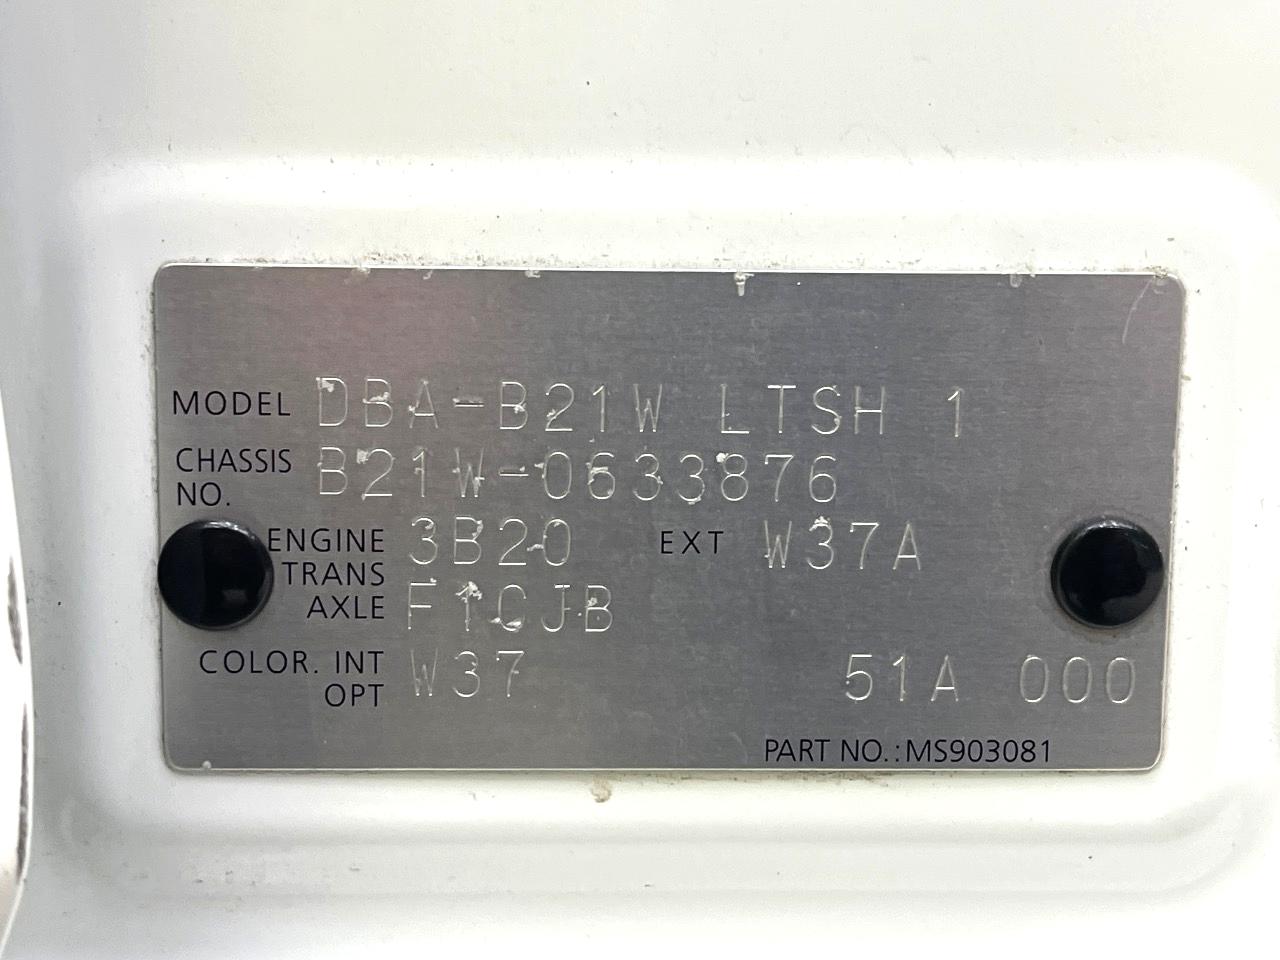 MODEL DBA-B21W LTSH 1
CHASSIS NO. B21W-0633876
ENGINE 3B20 EXT W37A
TRANS AXLE F1CJB
COLOR. INT OPT W37 51A 000
PART NO.: MS903081